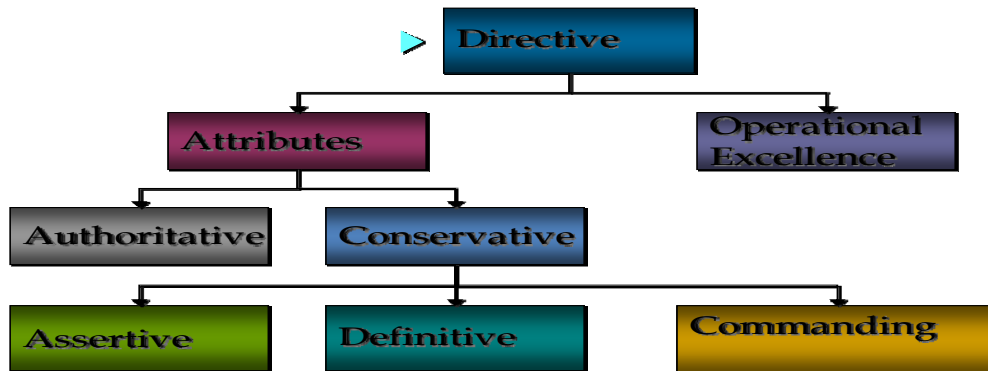 Directive
Attributes
Operational
Excellence
Authoritative
Conservative
Assertive
Definitive
Commanding